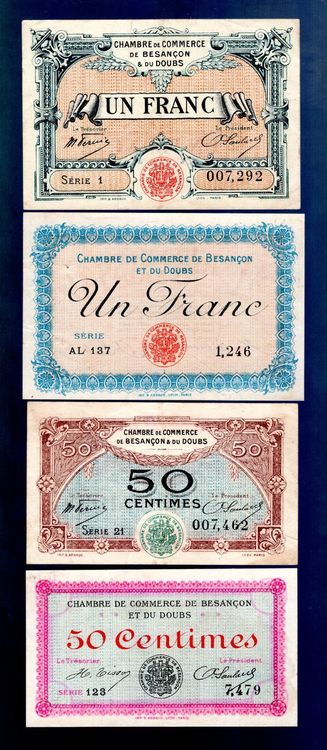 CHAMBRE DE COMMERCE
DE BESANÇON
& DU DOUBS
UN FRANC
Le Trésorier
Le Président
SÉRIE 1
007,292
CHAMBRE DE COMMERCE DE BESANÇON
ET DU DOUBS
Un Franc
SÉRIE
AL 137
1,246
CHAMBRE DE COMMERCE
DE BESANÇON & DU DOUBS
50
50
50
CENTIMES
Le Trésorier
Le Président
SÉRIE 21
007,462
CHAMBRE DE COMMERCE DE BESANÇON
ET DU DOUBS
50 Centimes
Le Trésorier
Le Président
SÉRIE 123
7,479